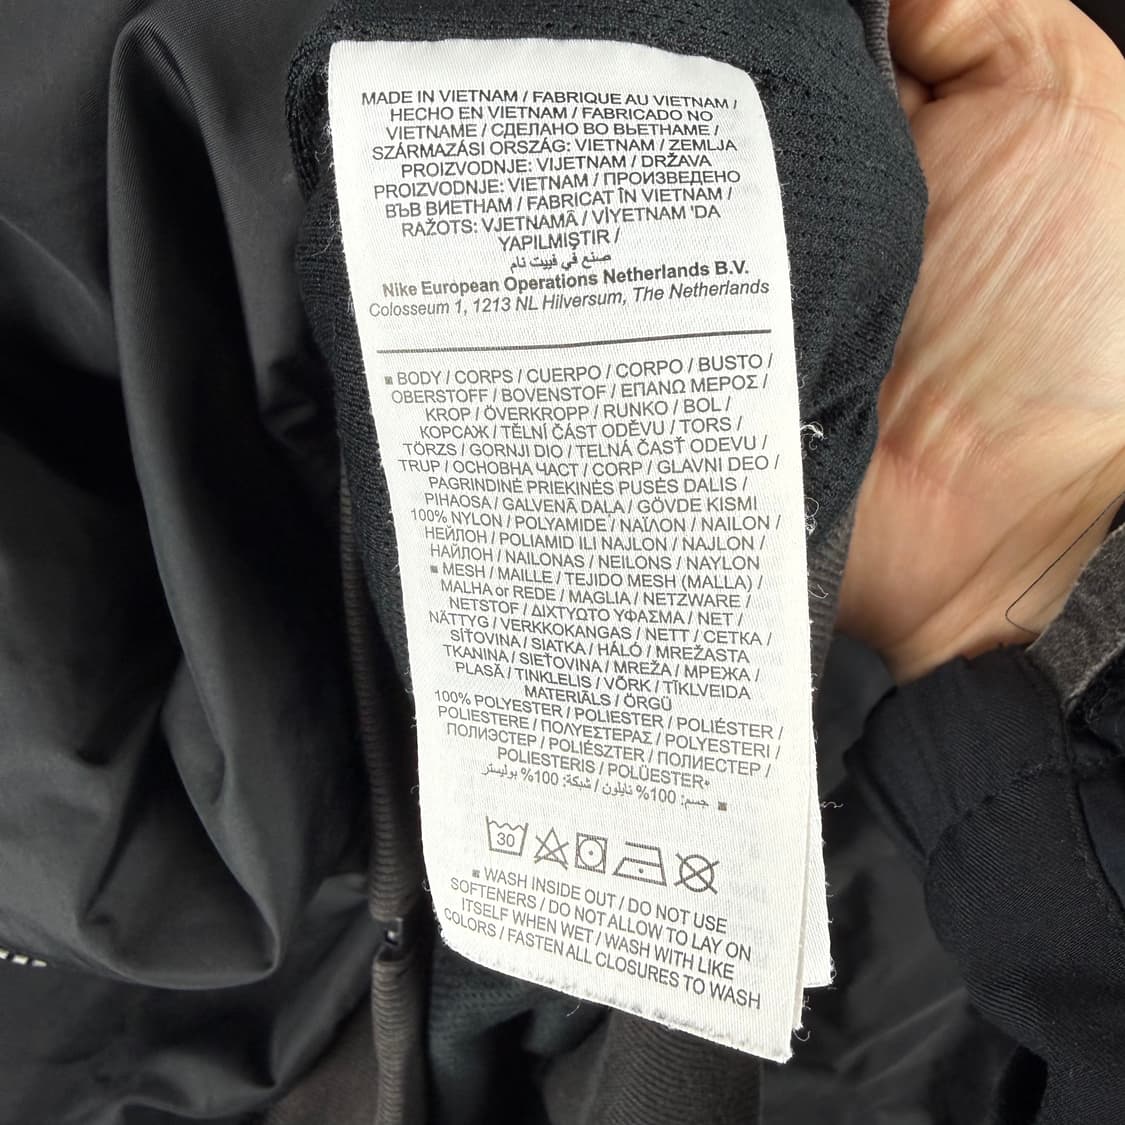 MADE IN VIETNAM / FABRIQUE AU VIETNAM /
HECHO EN VIETNAM / FABRICADO NO
VIETNAME / СДЕЛАНО ВО ВЬЕТНАМЕ /
SZÁRMAZÁSI ORSZÁG: VIETNAM / ZEMLJA
PROIZVODNJE: VIJETNAM / DRŽAVA
PROIZVODNJE: VIETNAM / ПРОИЗВЕДЕНО
ВЪВ ВИЕТНАМ / FABRICAT ÎN VIETNAM /
RAŽOTS: VJETNAMĀ / VİYETNAM 'DA
YAPILMIŞTIR /
صنع في فييت نام
Nike European Operations Netherlands B.V.
Colosseum 1, 1213 NL Hilversum, The Netherlands
■ BODY / CORPS / CUERPO / CORPO / BUSTO /
OBERSTOFF / BOVENSTOF / ΕΠΑΝΩ ΜΕΡΟΣ /
KROP / ÖVERKROPP / RUNKO / BOL /
КОРСАЖ / TĚLNÍ ČÁST ODĚVU / TORS /
TÖRZS / GORNJI DIO / TELNÁ ČASŤ ODEVU /
TRUP / ОСНОВНА ЧАСТ / CORP / GLAVNI DEO /
PAGRINDINĖ PRIEKINĖS PUSĖS DALIS /
PIHAOSA / GALVENĀ DAĻA / GÖVDE KISMI
100% NYLON / POLYAMIDE / ΝΑΪΛΟΝ / NAILON /
НЕЙЛОН / POLIAMID ILI NAJLON / NAJLON /
НАЙЛОН / NAILONAS / NEILONS / NAYLON
■ MESH / MAILLE / TEJIDO MESH (MALLA) /
MALHA or REDE / MAGLIA / NETZWARE /
NETSTOF / ΔΙΧΤΥΩΤΟ ΥΦΑΣΜΑ / NET /
NÄTTYG / VERKKOKANGAS / NETT / СЕТКА /
SÍŤOVINA / SIATKA / HÁLÓ / MREŽASTA
TKANINA / SIEŤOVINA / MREŽA / МРЕЖА /
PLASĂ / TINKLELIS / VÕRK / TĪKLVEIDA
MATERIĀLS / ÖRGÜ
100% POLYESTER / POLIESTER / POLIÉSTER /
POLIESTERE / ΠΟΛΥΕΣΤΕΡΑΣ / POLYESTERI /
ПОЛИЭСТЕР / POLIÉSZTER / ПОЛИЕСТЕР /
POLIESTERIS / POLÜESTER*
■ جسم: 100% نايلون / شبكة: 100% بوليستر
30
■ WASH INSIDE OUT / DO NOT USE
SOFTENERS / DO NOT ALLOW TO LAY ON
ITSELF WHEN WET / WASH WITH LIKE
COLORS / FASTEN ALL CLOSURES TO WASH